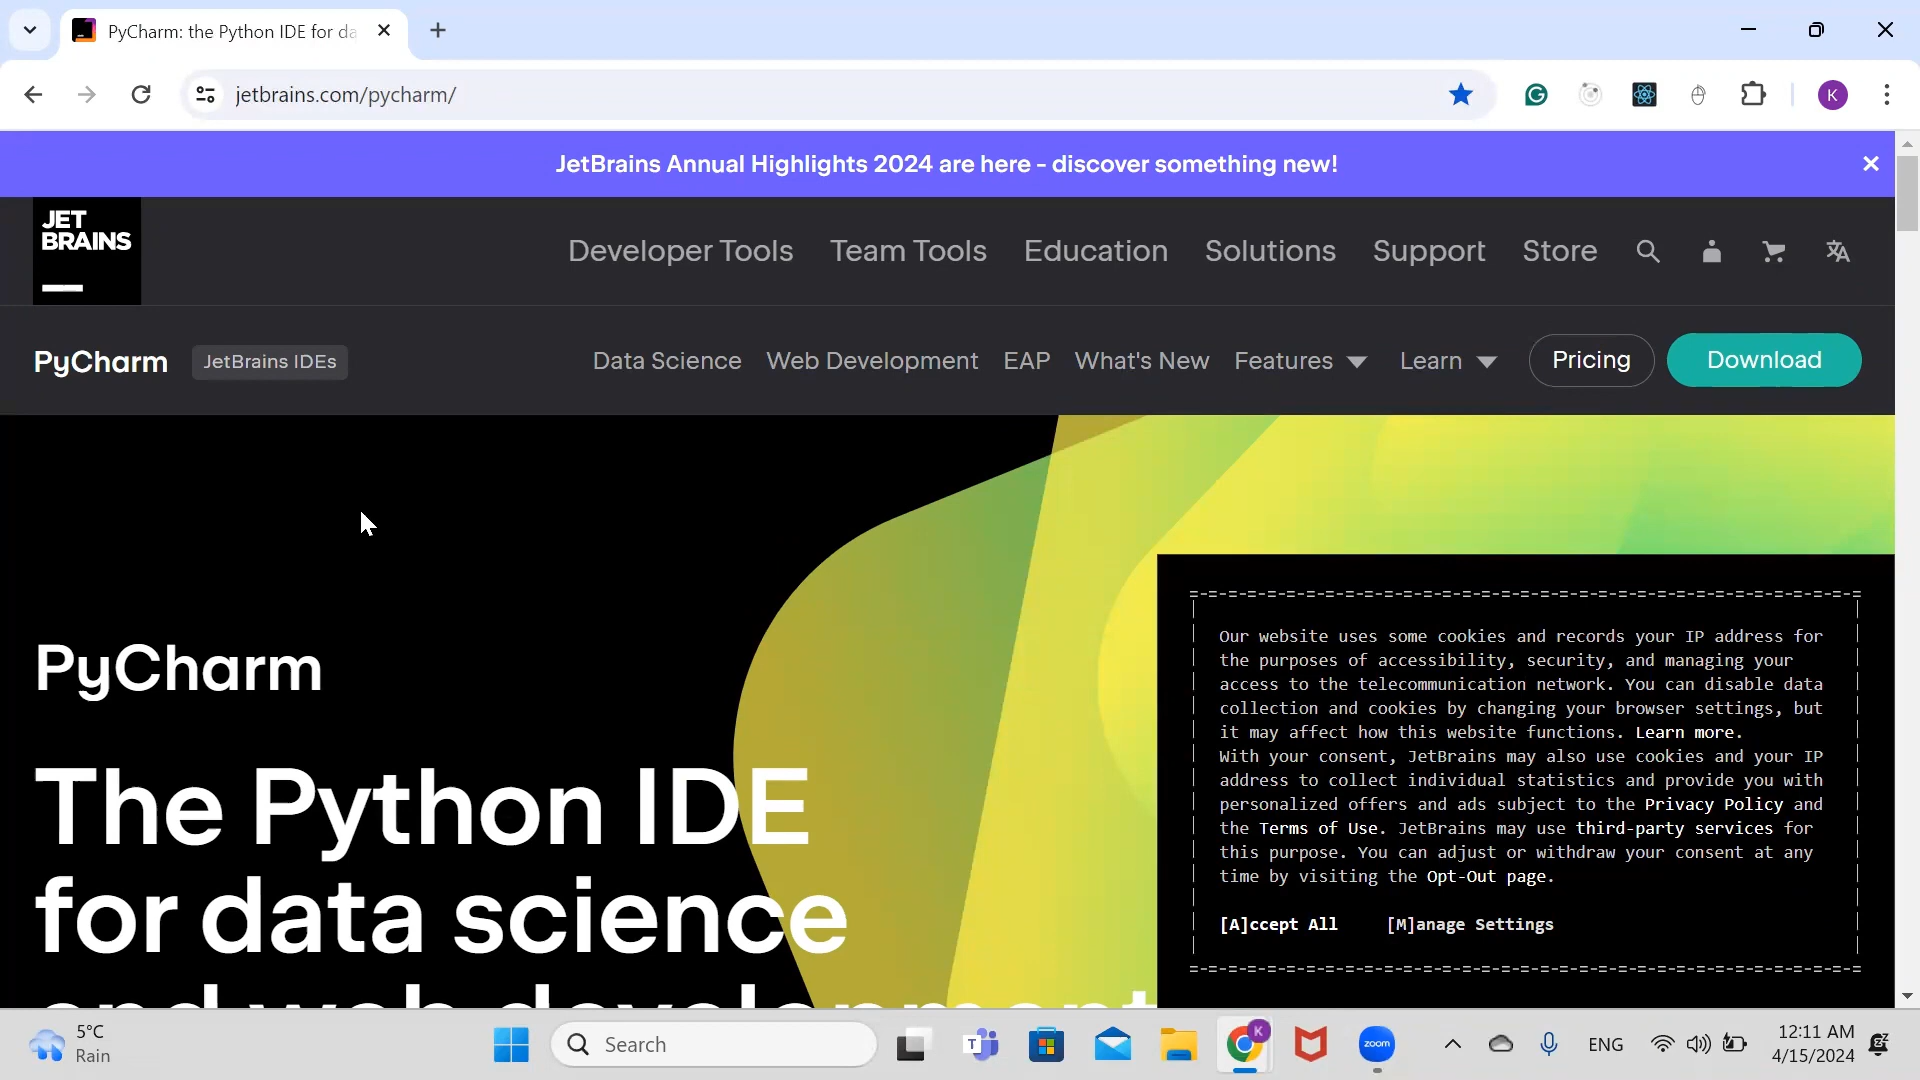 PyCharm: the Python IDE for da
jetbrains.com/pycharm/
K
JetBrains Annual Highlights 2024 are here - discover something new!
JET
BRAINS
Developer Tools Team Tools Education Solutions Support Store
PyCharm JetBrains IDEs Data Science Web Development EAP What's New Features Learn Pricing Download
PyCharm
The Python IDE
for data science
and web development
Our website uses some cookies and records your IP address for
the purposes of accessibility, security, and managing your
access to the telecommunication network. You can disable data
collection and cookies by changing your browser settings, but
it may affect how this website functions. Learn more.
With your consent, JetBrains may also use cookies and your IP
address to collect individual statistics and provide you with
personalized offers and ads subject to the Privacy Policy and
the Terms of Use. JetBrains may use third-party services for
this purpose. You can adjust or withdraw your consent at any
time by visiting the Opt-Out page.
[A]ccept All [M]anage Settings
5°C
Rain
Search
K
zoom
ENG
12:11 AM
4/15/2024